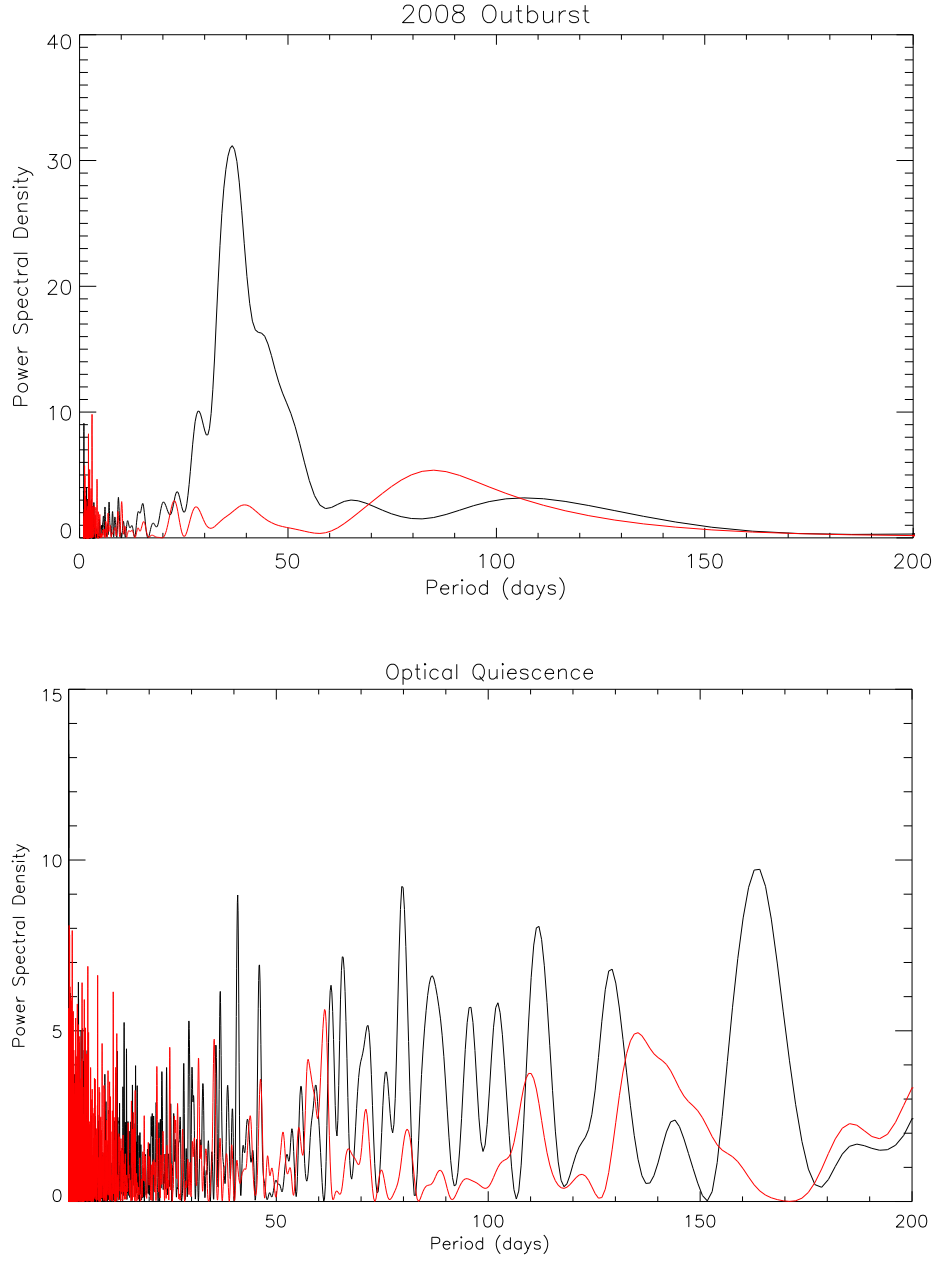 2008 Outburst
40
30
20
10
0
Power Spectral Density
0 50 100 150 200
Period (days)
Optical Quiescence
15
10
5
0
Power Spectral Density
50 100 150 200
Period (days)